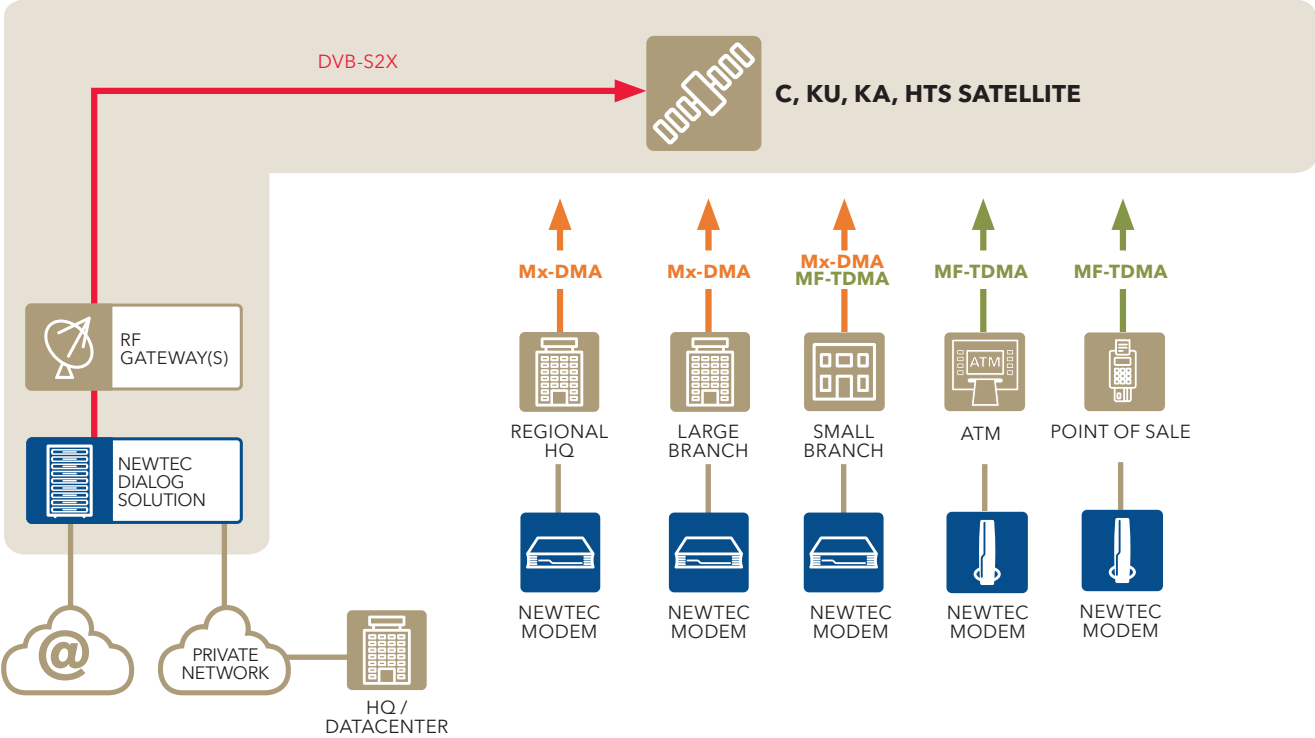 DVB-S2X
C, KU, KA, HTS SATELLITE
Mx-DMA
Mx-DMA
Mx-DMA
MF-TDMA
MF-TDMA
MF-TDMA
RF
GATEWAY(S)
ATM
REGIONAL
HQ
LARGE
BRANCH
SMALL
BRANCH
ATM
POINT OF SALE
NEWTEC
DIALOG
SOLUTION
NEWTEC
MODEM
NEWTEC
MODEM
NEWTEC
MODEM
NEWTEC
MODEM
NEWTEC
MODEM
@
PRIVATE
NETWORK
HQ /
DATACENTER